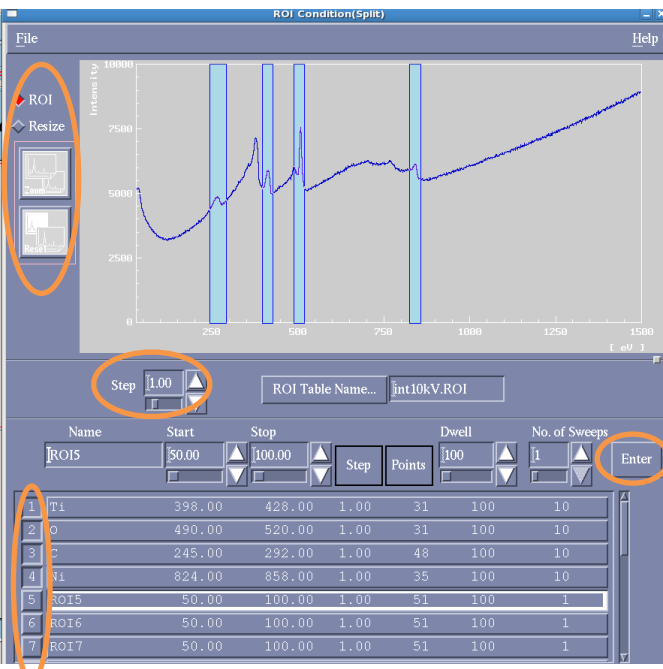 ROI Condition(Split)
File Help
ROI
Resize
Zoom
Reset
Intensity
10000
7500
5000
2500
0
250 500 750 1000 1250 1500
[ eV ]
Step 1.00 ROI Table Name... int10kV.ROI
Name Start Stop Dwell No. of Sweeps
ROI5 50.00 100.00 Step Points 100 1 Enter
1 Ti 398.00 428.00 1.00 31 100 10
2 O 490.00 520.00 1.00 31 100 10
3 C 245.00 292.00 1.00 48 100 10
4 Ni 824.00 858.00 1.00 35 100 10
5 ROI5 50.00 100.00 1.00 51 100 1
6 ROI6 50.00 100.00 1.00 51 100 1
7 ROI7 50.00 100.00 1.00 51 100 1